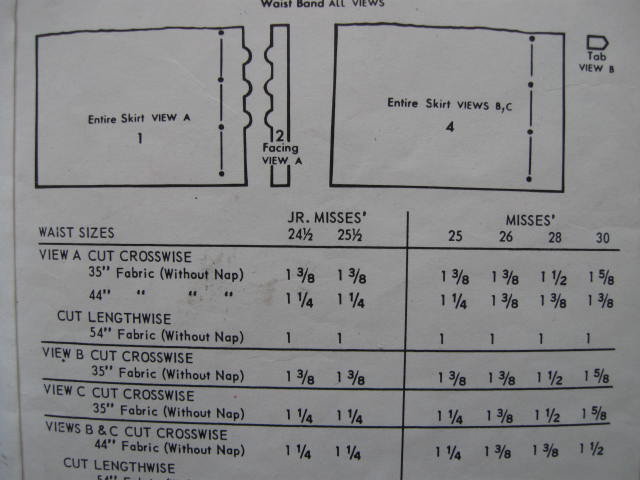 Waist Band ALL VIEWS
Entire Skirt VIEW A
1
2
Facing
VIEW A
Entire Skirt VIEWS B,C
4
Tab
VIEW B
JR. MISSES' MISSES'
WAIST SIZES 24½ 25½ 25 26 28 30
VIEW A CUT CROSSWISE
35" Fabric (Without Nap) 1 3/8 1 3/8 1 3/8 1 3/8 1 1/2 1 5/8
44" " " " 1 1/4 1 1/4 1 1/4 1 3/8 1 3/8 1 3/8
CUT LENGTHWISE
54" Fabric (Without Nap) 1 1 1 1 1 1
VIEW B CUT CROSSWISE
35" Fabric (Without Nap) 1 3/8 1 3/8 1 3/8 1 3/8 1 1/2 1 5/8
VIEW C CUT CROSSWISE
35" Fabric (Without Nap) 1 1/4 1 1/4 1 1/4 1 3/8 1 1/2 1 5/8
VIEWS B & C CUT CROSSWISE
44" Fabric (Without Nap) 1 1/4 1 1/4 1 1/4 1 3/8 1 3/8 1 1/2
CUT LENGTHWISE
54" Fabric (Without Nap)